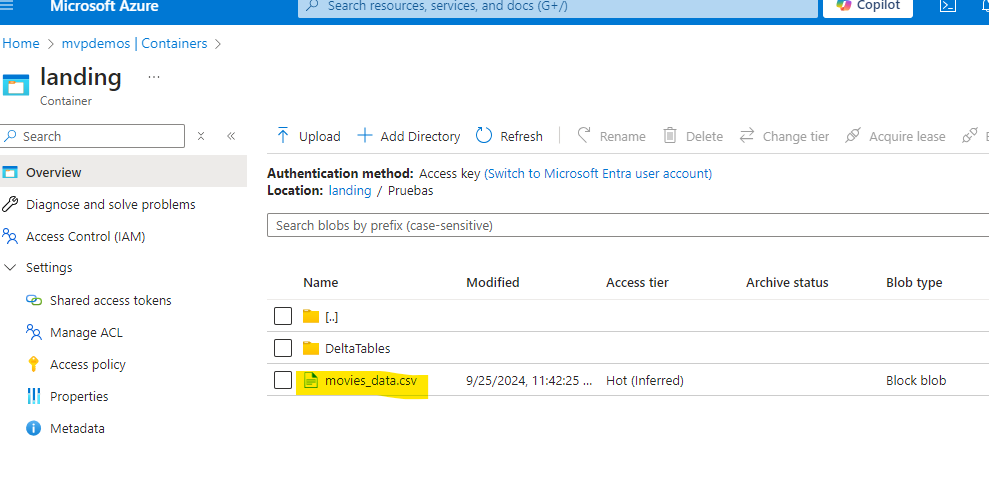 Microsoft Azure
Search resources, services, and docs (G+/)
Copilot
Home > mvpdemos | Containers >
landing
...
Container
Search
Upload
Add Directory
Refresh
Rename
Delete
Change tier
Acquire lease
Overview
Diagnose and solve problems
Access Control (IAM)
Settings
Shared access tokens
Manage ACL
Access policy
Properties
Metadata
Authentication method: Access key (Switch to Microsoft Entra user account)
Location: landing / Pruebas
Search blobs by prefix (case-sensitive)
Name Modified Access tier Archive status Blob type
[..]
DeltaTables
movies_data.csv 9/25/2024, 11:42:25 ... Hot (Inferred) Block blob